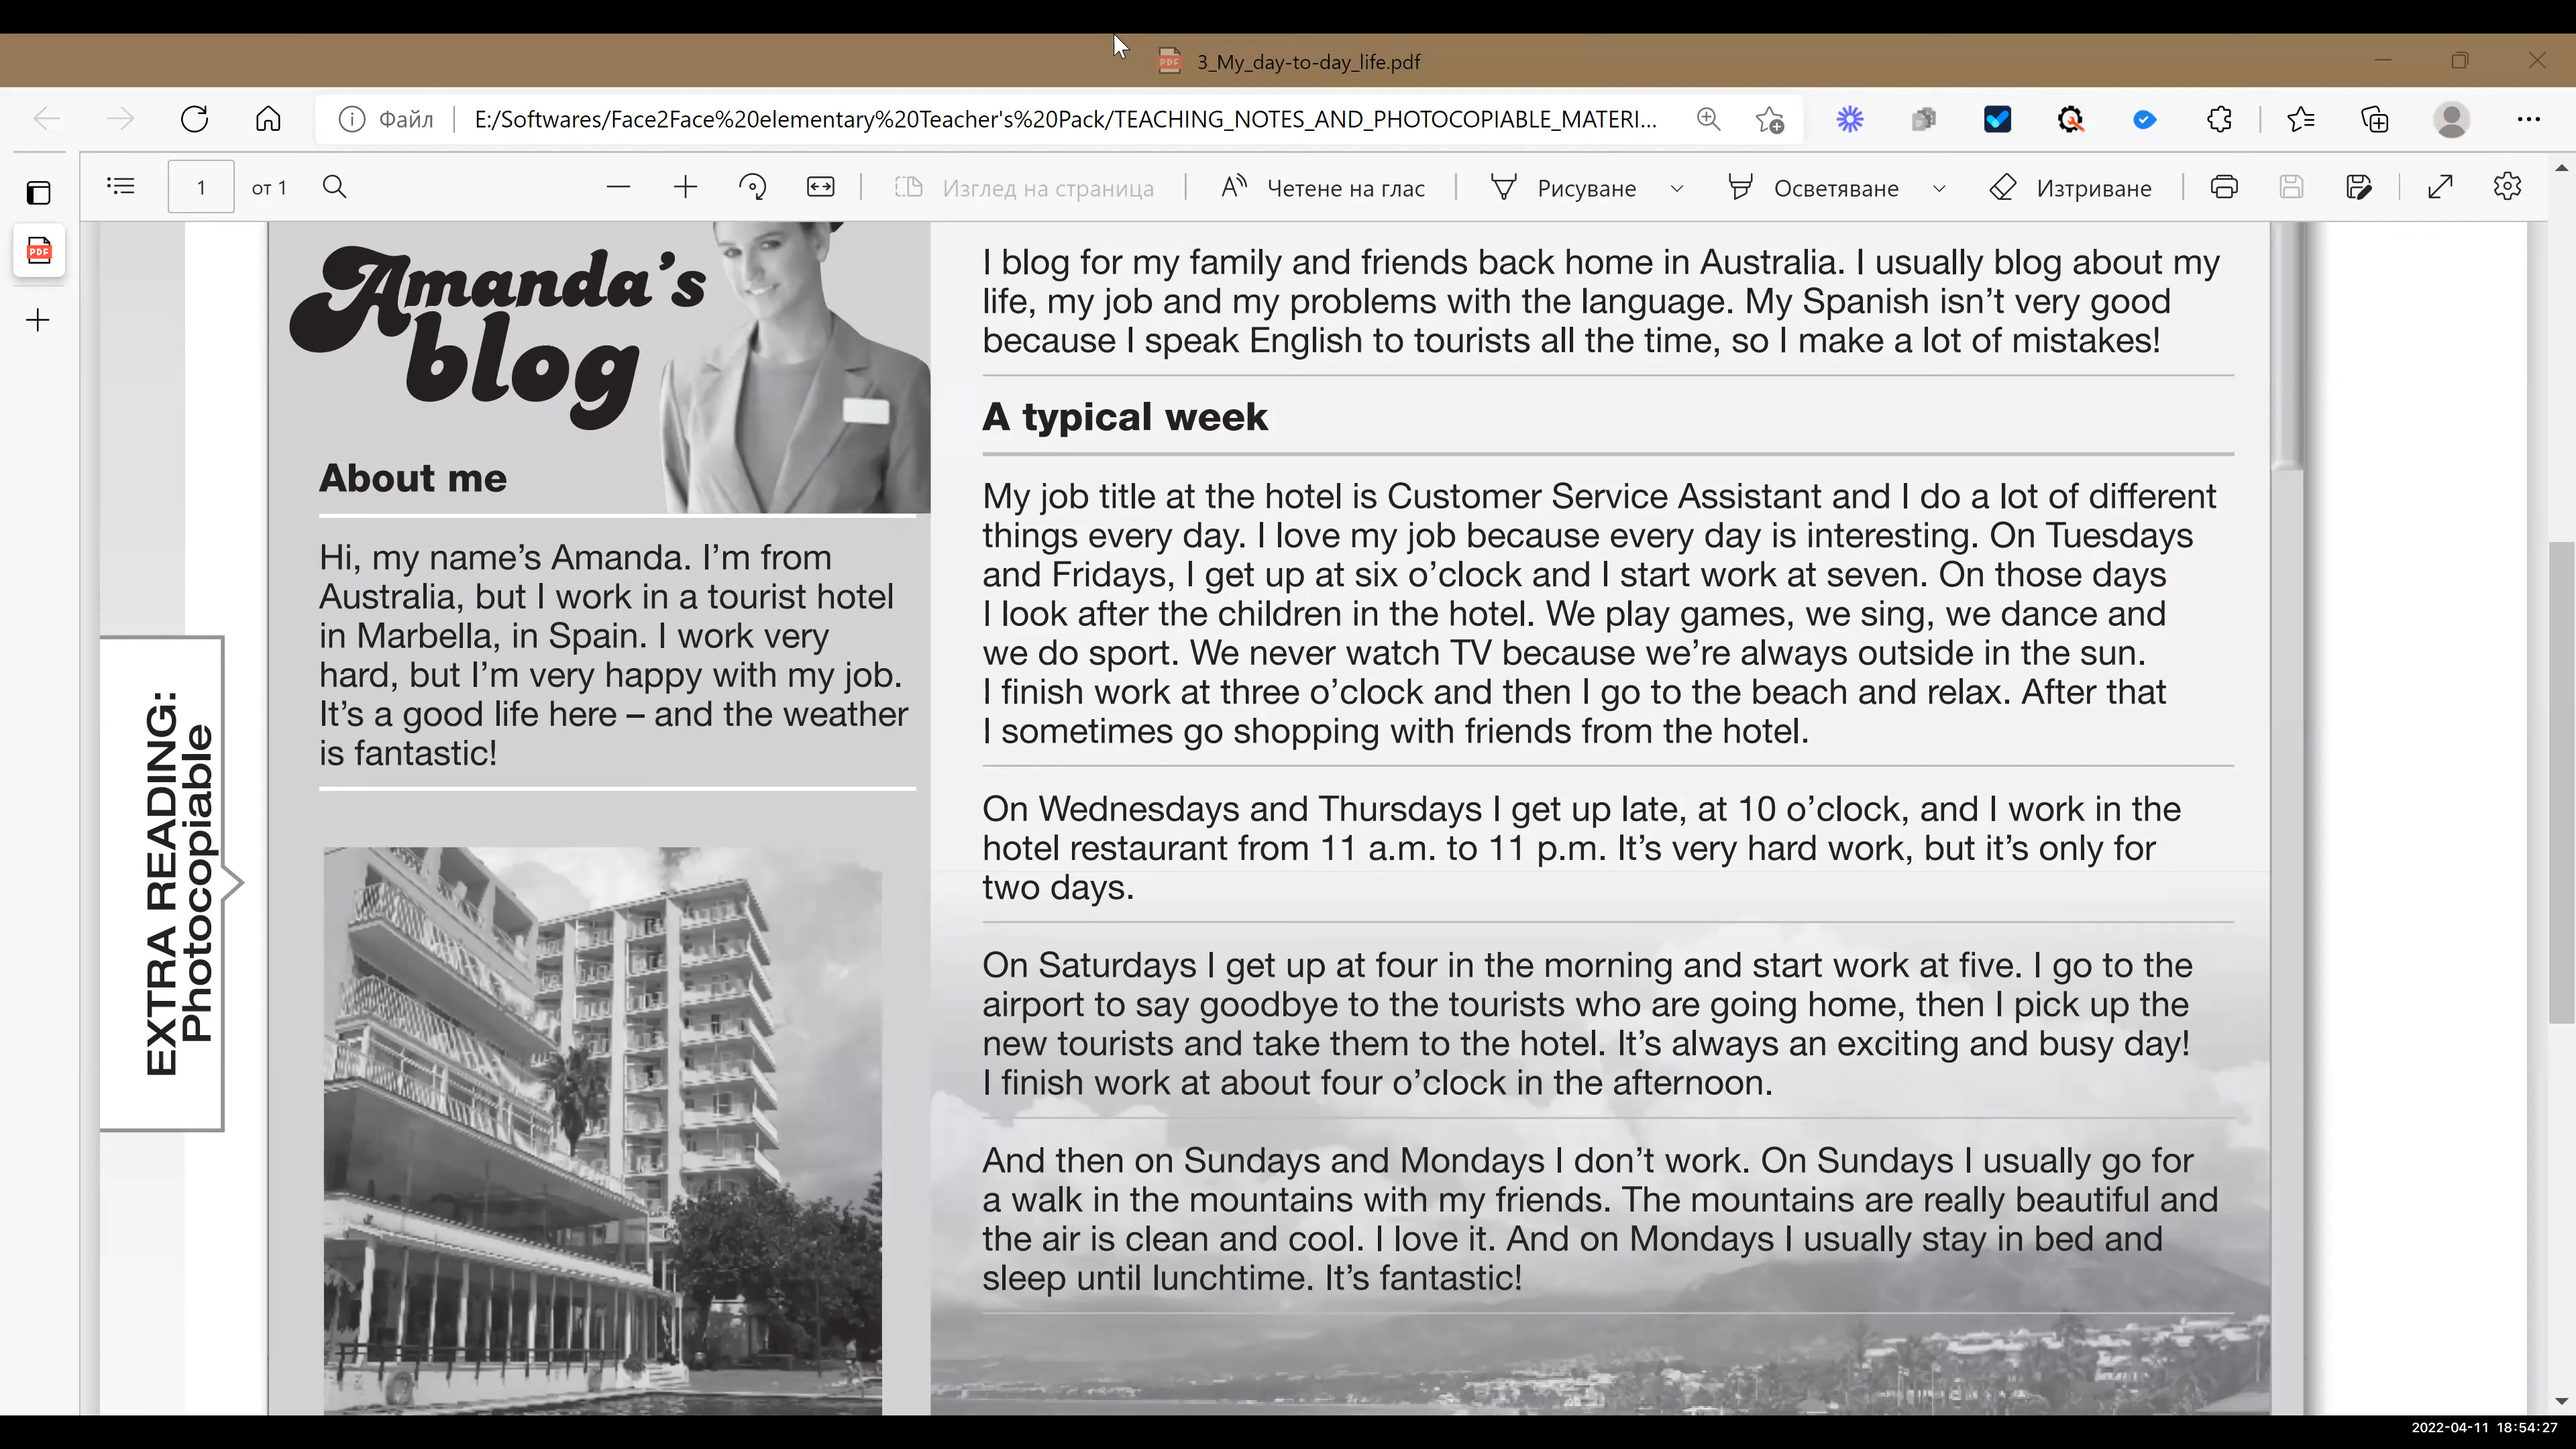 3_My_day-to-day_life.pdf
Файл
E:/Softwares/Face2Face%20elementary%20Teacher's%20Pack/TEACHING_NOTES_AND_PHOTOCOPIABLE_MATERI...
1
от 1
Изглед на страница
Четене на глас
Рисуване
Осветяване
Изтриване
PDF
Amanda's
blog
About me
Hi, my name's Amanda. I'm from
Australia, but I work in a tourist hotel
in Marbella, in Spain. I work very
hard, but I'm very happy with my job.
It's a good life here – and the weather
is fantastic!
EXTRA READING:
Photocopiable
I blog for my family and friends back home in Australia. I usually blog about my
life, my job and my problems with the language. My Spanish isn't very good
because I speak English to tourists all the time, so I make a lot of mistakes!
A typical week
My job title at the hotel is Customer Service Assistant and I do a lot of different
things every day. I love my job because every day is interesting. On Tuesdays
and Fridays, I get up at six o'clock and I start work at seven. On those days
I look after the children in the hotel. We play games, we sing, we dance and
we do sport. We never watch TV because we're always outside in the sun.
I finish work at three o'clock and then I go to the beach and relax. After that
I sometimes go shopping with friends from the hotel.
On Wednesdays and Thursdays I get up late, at 10 o'clock, and I work in the
hotel restaurant from 11 a.m. to 11 p.m. It's very hard work, but it's only for
two days.
On Saturdays I get up at four in the morning and start work at five. I go to the
airport to say goodbye to the tourists who are going home, then I pick up the
new tourists and take them to the hotel. It's always an exciting and busy day!
I finish work at about four o'clock in the afternoon.
And then on Sundays and Mondays I don't work. On Sundays I usually go for
a walk in the mountains with my friends. The mountains are really beautiful and
the air is clean and cool. I love it. And on Mondays I usually stay in bed and
sleep until lunchtime. It's fantastic!
2022-04-11 18:54:27